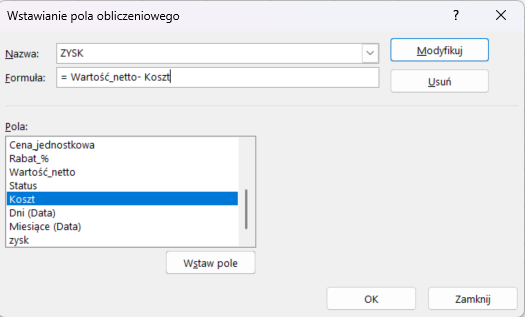 Wstawianie pola obliczeniowego ? ×
Nazwa: ZYSK Modyfikuj
Formuła: = Wartość_netto- Koszt Usuń
Pola:
Cena_jednostkowa
Rabat_%
Wartość_netto
Status
Koszt
Dni (Data)
Miesiące (Data)
zysk
Wstaw pole
OK Zamknij